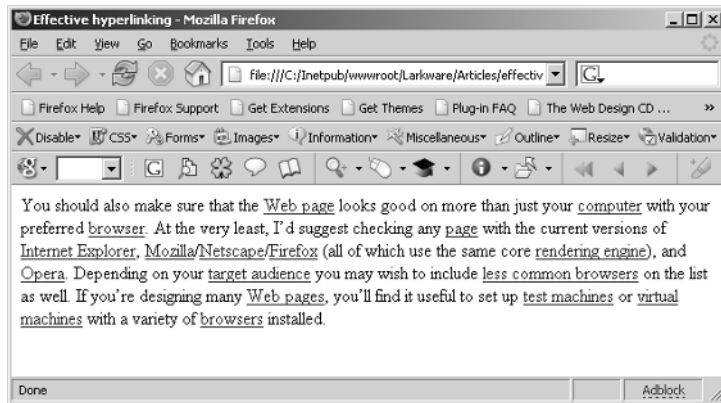 Effective hyperlinking - Mozilla Firefox
File Edit View Go Bookmarks Tools Help
file:///C:/Inetpub/wwwroot/Larkware/Articles/effectiv G
Firefox Help Firefox Support Get Extensions Get Themes Plug-in FAQ The Web Design CD ... »
Disable CSS Forms Images Information Miscellaneous Outline Resize Validation
G
You should also make sure that the Web page looks good on more than just your computer with your
preferred browser. At the very least, I'd suggest checking any page with the current versions of
Internet Explorer, Mozilla/Netscape/Firefox (all of which use the same core rendering engine), and
Opera. Depending on your target audience you may wish to include less common browsers on the list
as well. If you're designing many Web pages, you'll find it useful to set up test machines or virtual
machines with a variety of browsers installed.
Done Adblock